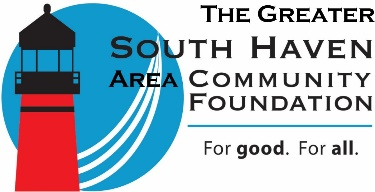 The Greater
South Haven
Area Community
Foundation
For good. For all.